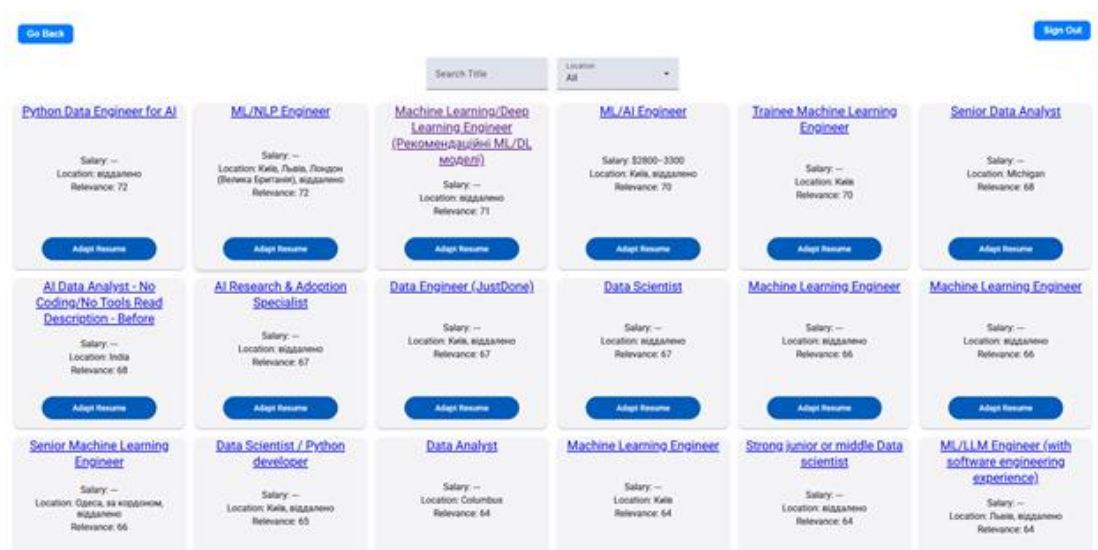 Go Back
Sign Out
Search Title
Location
All
Python Data Engineer for AI
Salary: --
Location: віддалено
Relevance: 72
Adapt Resume
ML/NLP Engineer
Salary: --
Location: Київ, Львів, Лондон
(Велика Британія), віддалено
Relevance: 72
Adapt Resume
Machine Learning/Deep
Learning Engineer
(Рекомендаційні ML/DL
моделі)
Salary: --
Location: віддалено
Relevance: 71
Adapt Resume
ML/AI Engineer
Salary: $2800–3300
Location: Київ, віддалено
Relevance: 70
Adapt Resume
Trainee Machine Learning
Engineer
Salary: --
Location: Київ
Relevance: 70
Adapt Resume
Senior Data Analyst
Salary: --
Location: Michigan
Relevance: 68
Adapt Resume
AI Data Analyst - No
Coding/No Tools Read
Description - Before
Salary: --
Location: India
Relevance: 68
Adapt Resume
AI Research & Adoption
Specialist
Salary: --
Location: віддалено
Relevance: 67
Adapt Resume
Data Engineer (JustDone)
Salary: --
Location: Київ, віддалено
Relevance: 67
Adapt Resume
Data Scientist
Salary: --
Location: віддалено
Relevance: 67
Adapt Resume
Machine Learning Engineer
Salary: --
Location: віддалено
Relevance: 66
Adapt Resume
Machine Learning Engineer
Salary: --
Location: віддалено
Relevance: 66
Adapt Resume
Senior Machine Learning
Engineer
Salary: --
Location: Одеса, за кордоном,
віддалено
Relevance: 66
Data Scientist / Python
developer
Salary: --
Location: Київ, віддалено
Relevance: 65
Data Analyst
Salary: --
Location: Columbus
Relevance: 64
Machine Learning Engineer
Salary: --
Location: Київ
Relevance: 64
Strong junior or middle Data
scientist
Salary: --
Location: віддалено
Relevance: 64
ML/LLM Engineer (with
software engineering
experience)
Salary: --
Location: Львів, віддалено
Relevance: 64